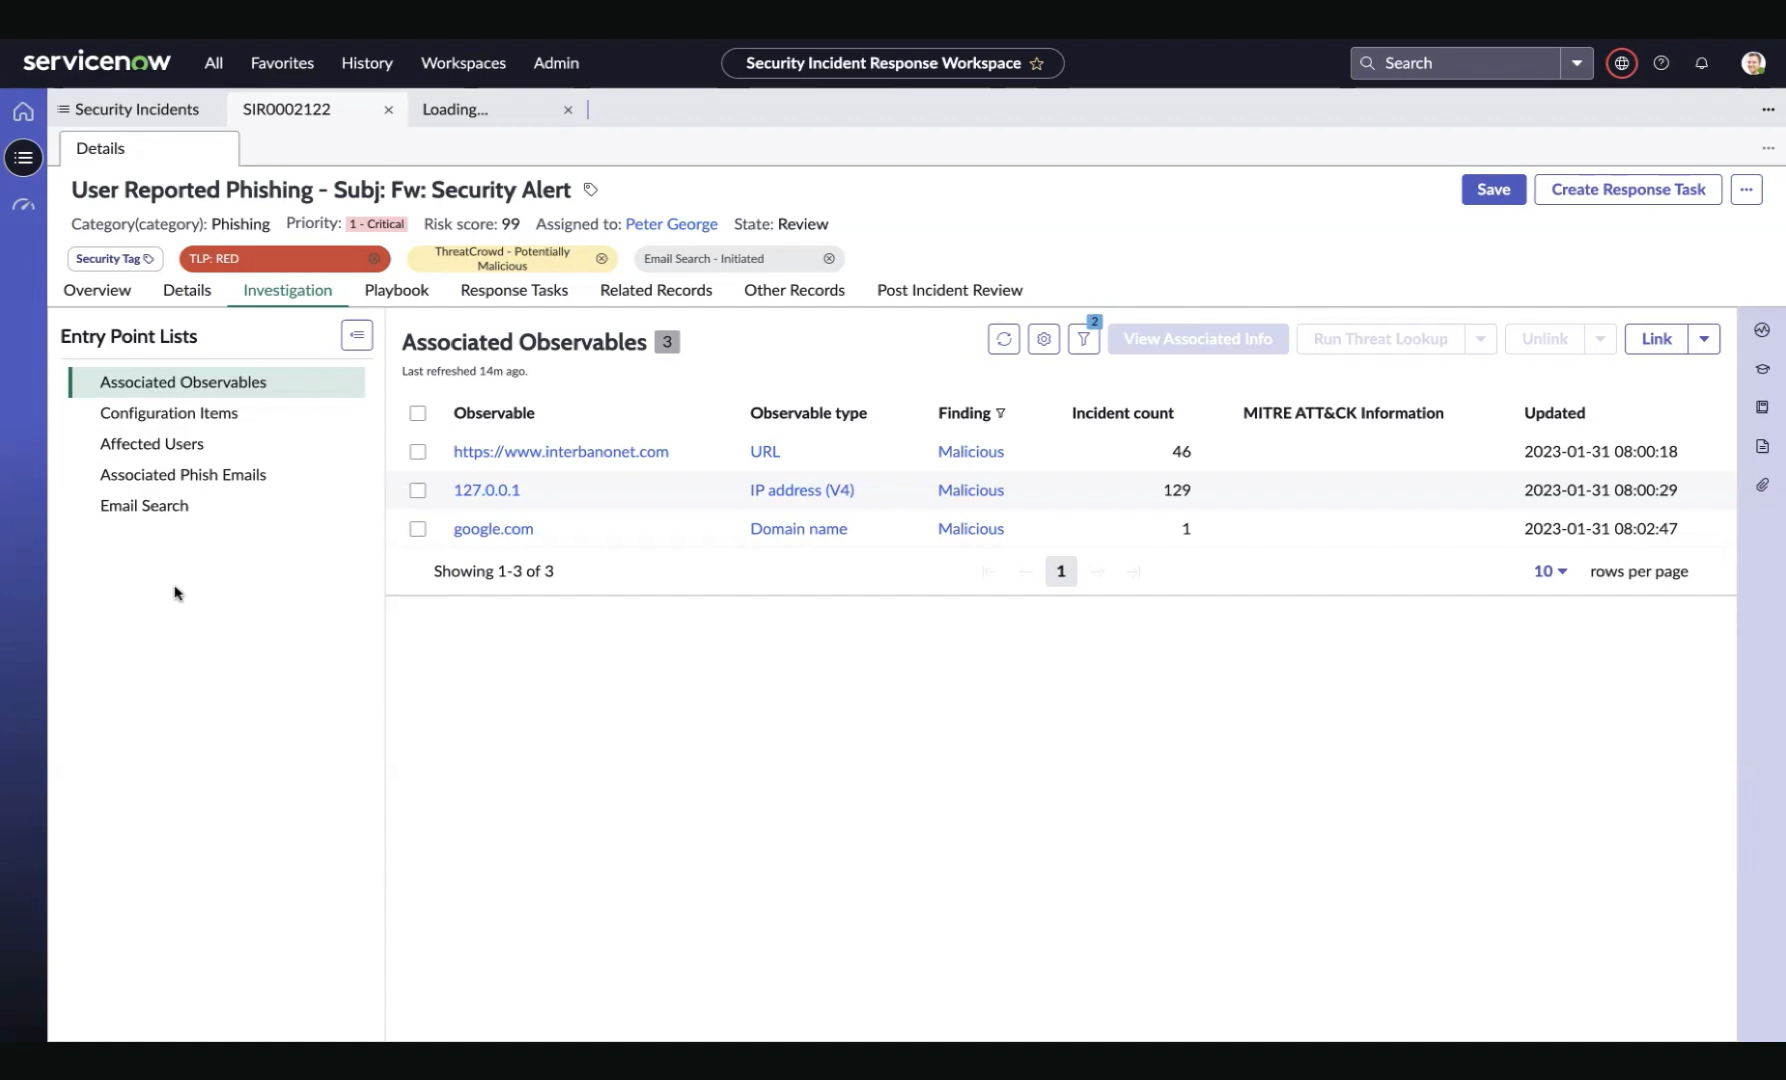 servicenow All Favorites History Workspaces Admin Security Incident Response Workspace Search
Security Incidents SIR0002122 Loading...
Details
User Reported Phishing - Subj: Fw: Security Alert Save Create Response Task
Category(category): Phishing Priority: 1 - Critical Risk score: 99 Assigned to: Peter George State: Review
Security Tag TLP: RED ThreatCrowd - Potentially Malicious Email Search - Initiated
Overview Details Investigation Playbook Response Tasks Related Records Other Records Post Incident Review
Entry Point Lists
Associated Observables
Configuration Items
Affected Users
Associated Phish Emails
Email Search
Associated Observables 3 2 View Associated Info Run Threat Lookup Unlink Link
Last refreshed 14m ago.
Observable Observable type Finding Incident count MITRE ATT&CK Information Updated
https://www.interbanonet.com URL Malicious 46 2023-01-31 08:00:18
127.0.0.1 IP address (V4) Malicious 129 2023-01-31 08:00:29
google.com Domain name Malicious 1 2023-01-31 08:02:47
Showing 1-3 of 3 1 10 rows per page